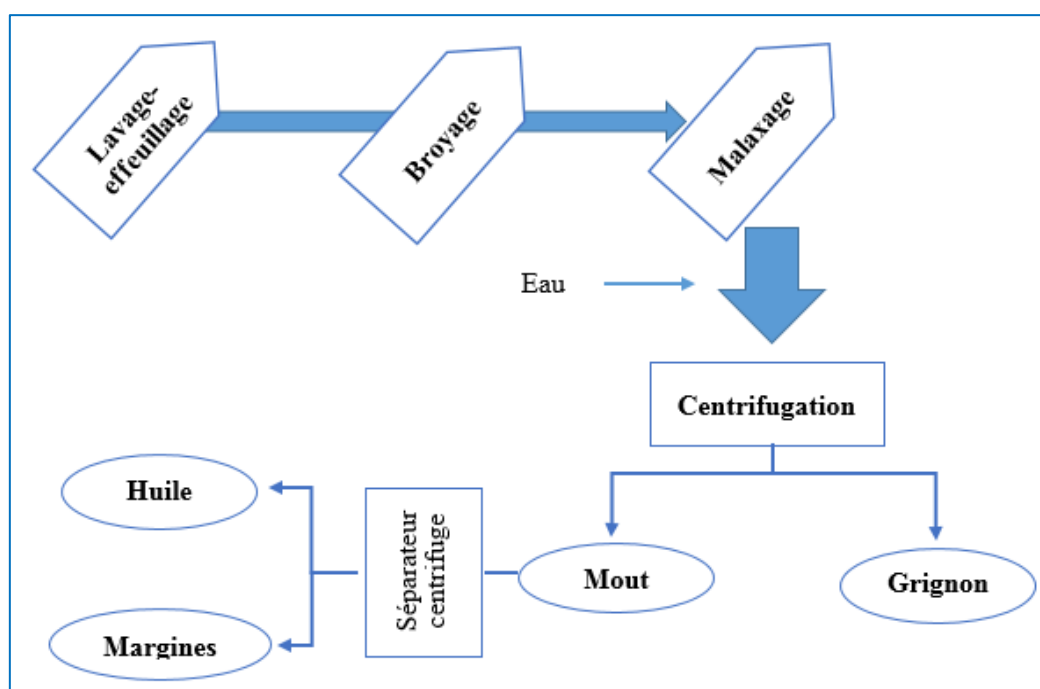 Lavage-
effeuillage
Broyage
Malaxage
Eau
Centrifugation
Huile
Séparateur
centrifuge
Mout
Grignon
Margines